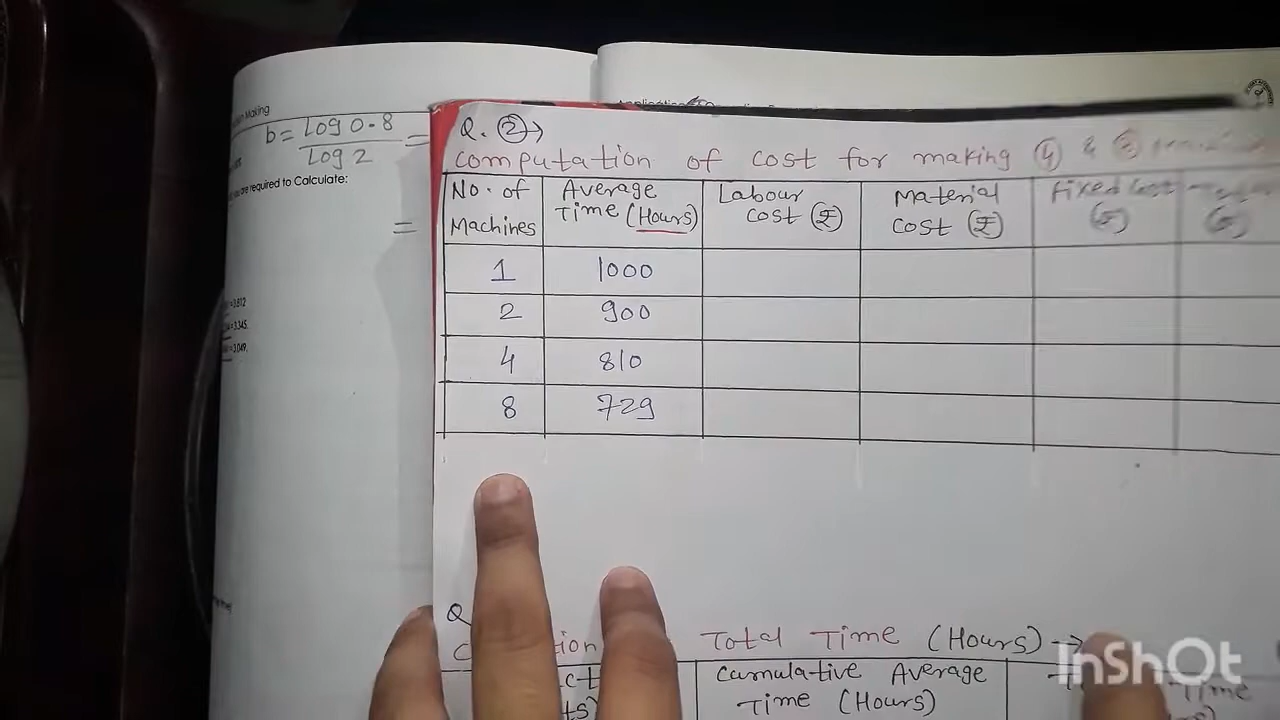 b = Log 0.8 / Log 2 =
=
you are required to Calculate:
Q. ②→
Computation of cost for making ④ &
No. of Machines | Average Time (Hours) | Labour cost (₹) | Material cost (₹) | Fixed Cost (₹) | (₹)
1 | 1000
2 | 900
4 | 810
8 | 729
Q
Total Time (Hours) →
Cumulative Average Time (Hours) | Time
InShOt